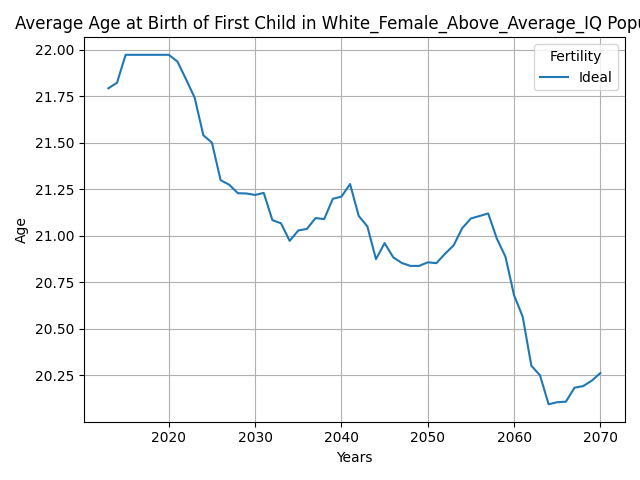 Average Age at Birth of First Child in White_Female_Above_Average_IQ Popu
Fertility
Ideal
22.00
21.75
21.50
21.25
21.00
20.75
20.50
20.25
Age
2020 2030 2040 2050 2060 2070
Years